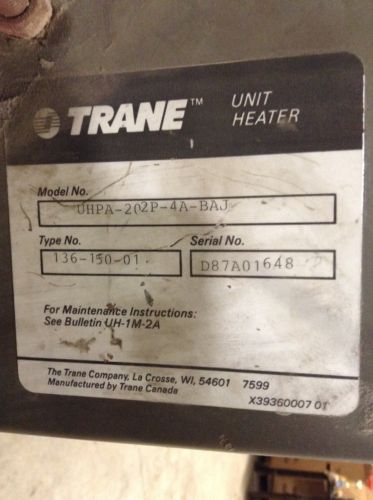 TRANE™ UNIT
HEATER
Model No.
UHPA-202P-4A-BAJ
Type No. Serial No.
136-150-01. D87A01648
For Maintenance Instructions:
See Bulletin UH-1M-2A
The Trane Company, La Crosse, WI, 54601 7599
Manufactured by Trane Canada
X39360007 01